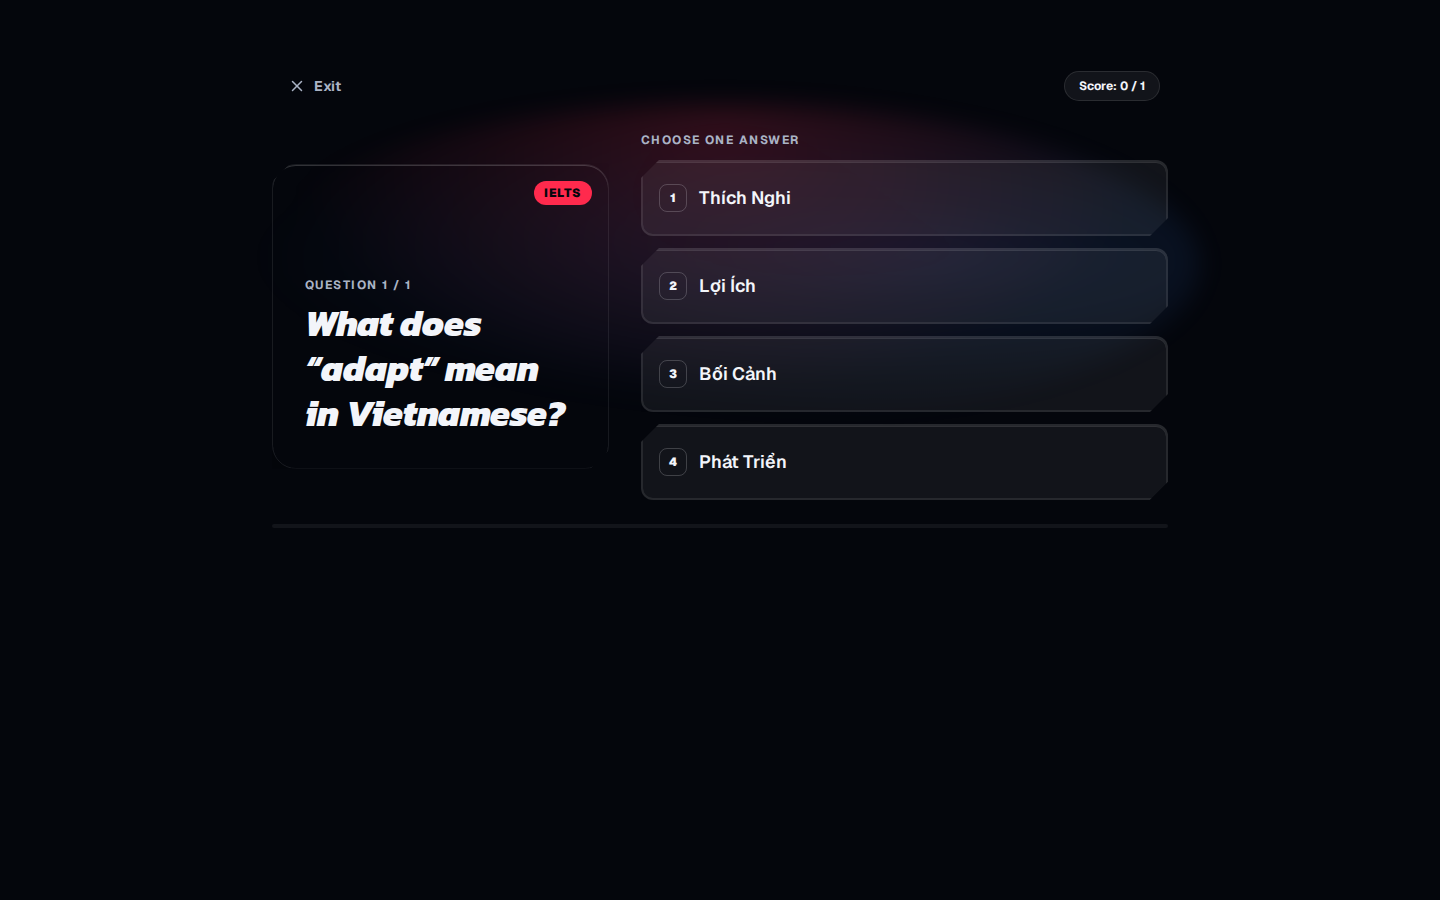 Exit
Score: 0 / 1
IELTS
QUESTION 1 / 1
What does
“adapt” mean
in Vietnamese?
CHOOSE ONE ANSWER
1 Thích Nghi
2 Lợi Ích
3 Bối Cảnh
4 Phát Triển